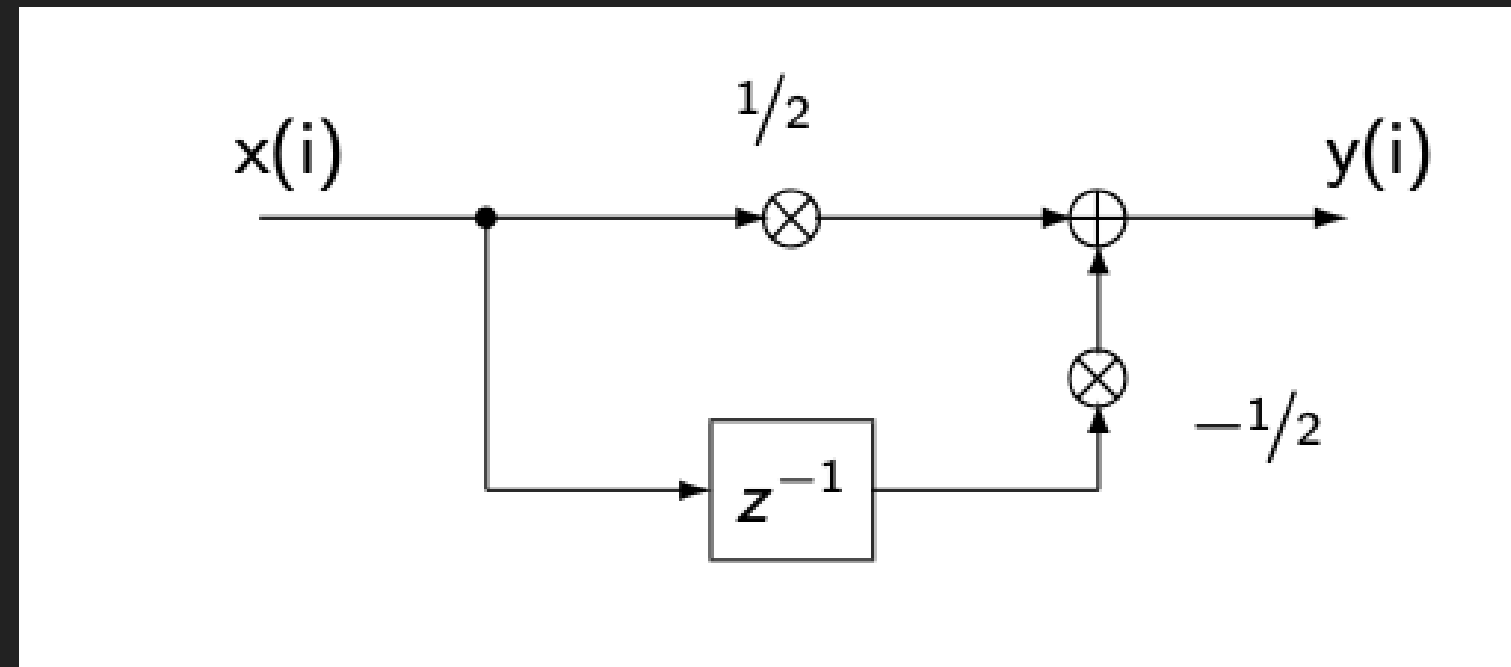 1/2
x(i)
y(i)
−1/2
z⁻¹